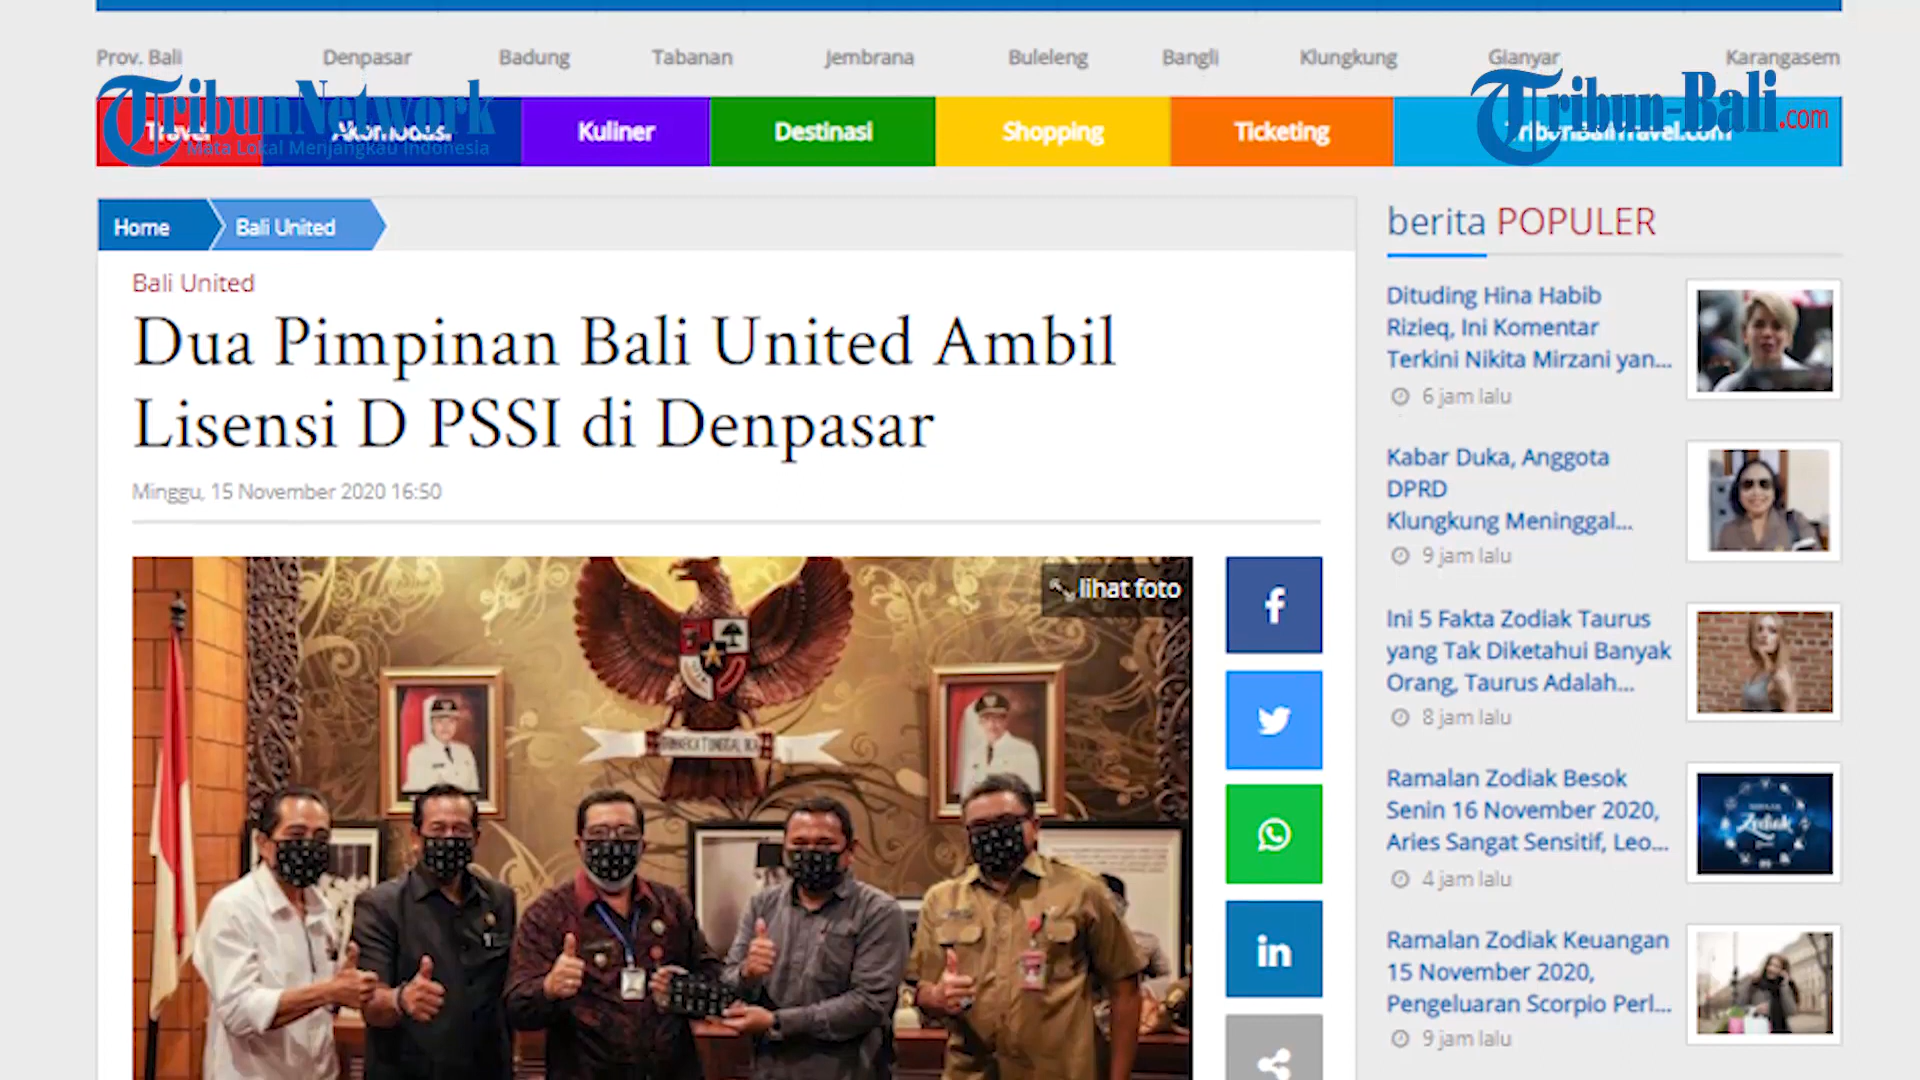 Prov. Bali
Denpasar
Badung
Tabanan
Jembrana
Buleleng
Bangli
Klungkung
Gianyar
Karangasem
TribunNetwork
Mata Lokal Menjangkau Indonesia
Travel
Akomodasi
Kuliner
Destinasi
Shopping
Ticketing
TribunBaliTravel.com
Tribun-Bali.com
Home
Bali United
Bali United
Dua Pimpinan Bali United Ambil
Lisensi D PSSI di Denpasar
Minggu, 15 November 2020 16:50
lihat foto
berita POPULER
Dituding Hina Habib
Rizieq, Ini Komentar
Terkini Nikita Mirzani yan...
6 jam lalu
Kabar Duka, Anggota
DPRD
Klungkung Meninggal...
9 jam lalu
Ini 5 Fakta Zodiak Taurus
yang Tak Diketahui Banyak
Orang, Taurus Adalah...
8 jam lalu
Ramalan Zodiak Besok
Senin 16 November 2020,
Aries Sangat Sensitif, Leo...
4 jam lalu
Zodiak
Ramalan Zodiak Keuangan
15 November 2020,
Pengeluaran Scorpio Perl...
9 jam lalu